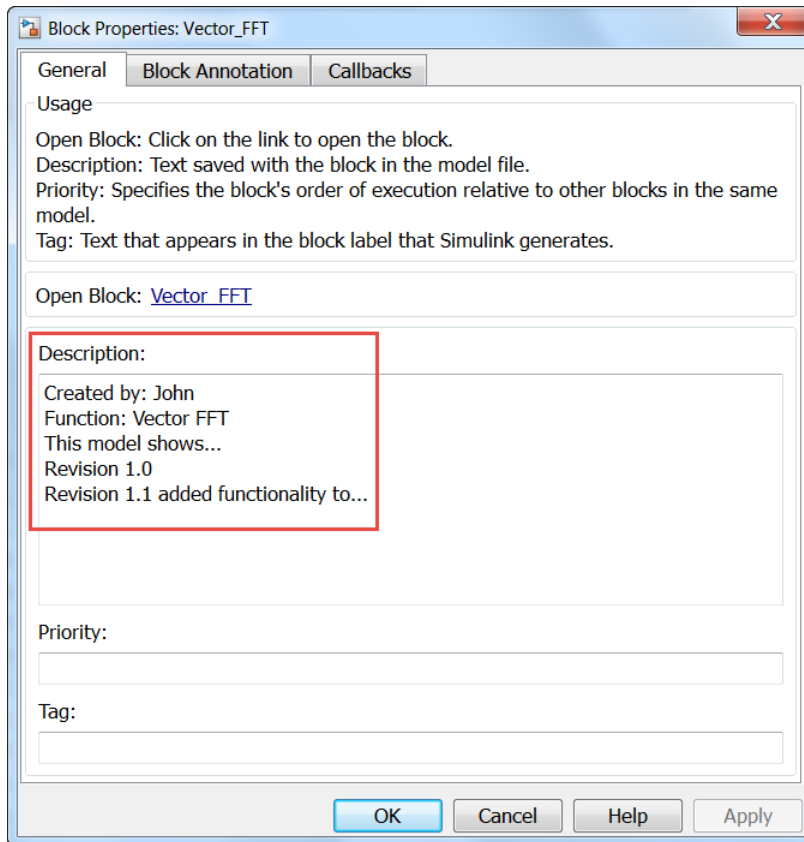 Block Properties: Vector_FFT
General
Block Annotation
Callbacks
Usage
Open Block: Click on the link to open the block.
Description: Text saved with the block in the model file.
Priority: Specifies the block's order of execution relative to other blocks in the same
model.
Tag: Text that appears in the block label that Simulink generates.
Open Block: Vector_FFT
Description:
Created by: John
Function: Vector FFT
This model shows...
Revision 1.0
Revision 1.1 added functionality to...
Priority:
Tag:
OK
Cancel
Help
Apply